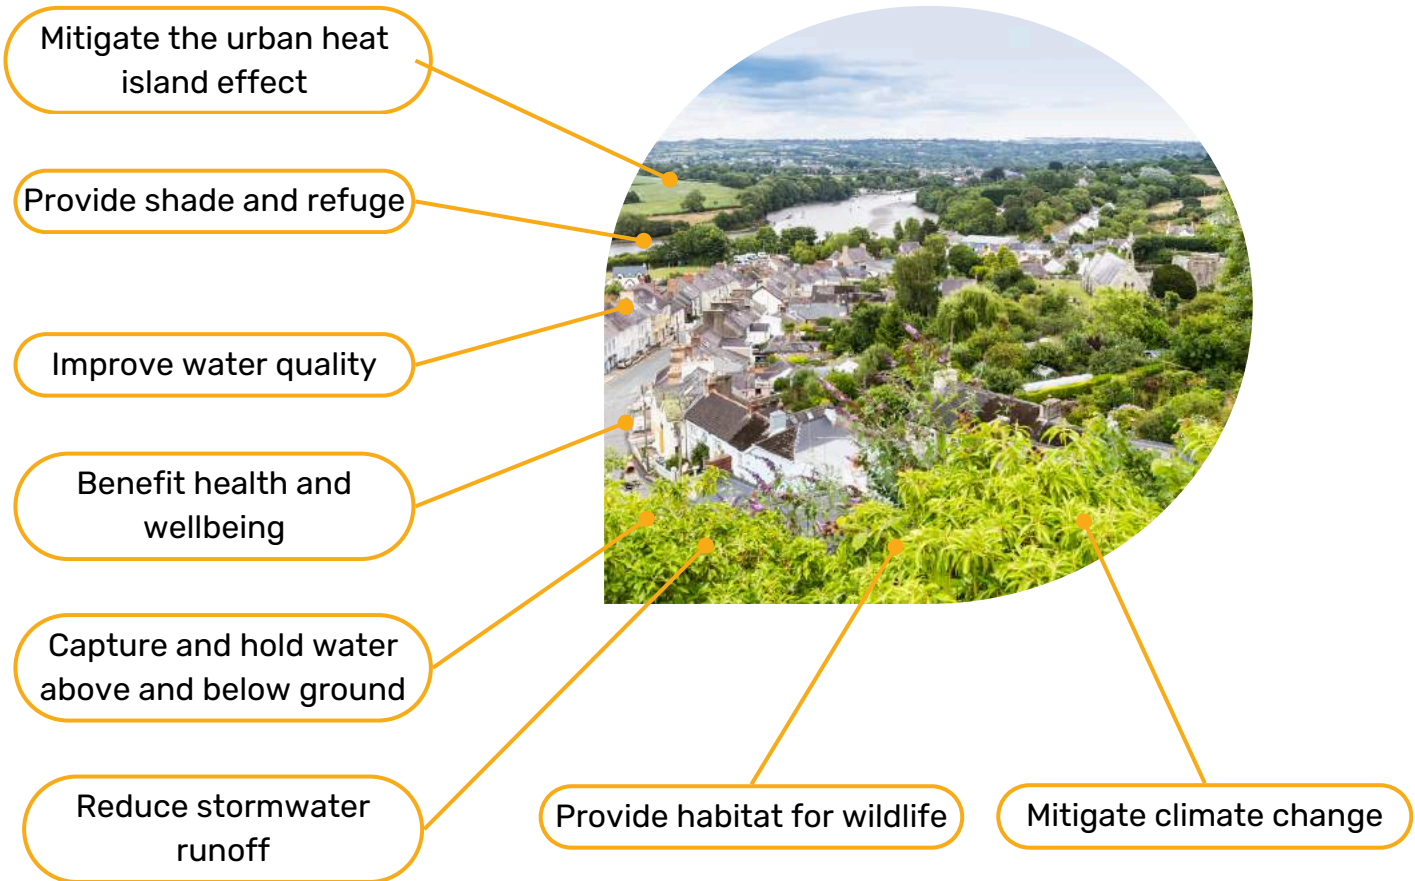 Mitigate the urban heat
island effect
Provide shade and refuge
Improve water quality
Benefit health and
wellbeing
Capture and hold water
above and below ground
Reduce stormwater
runoff
Provide habitat for wildlife
Mitigate climate change